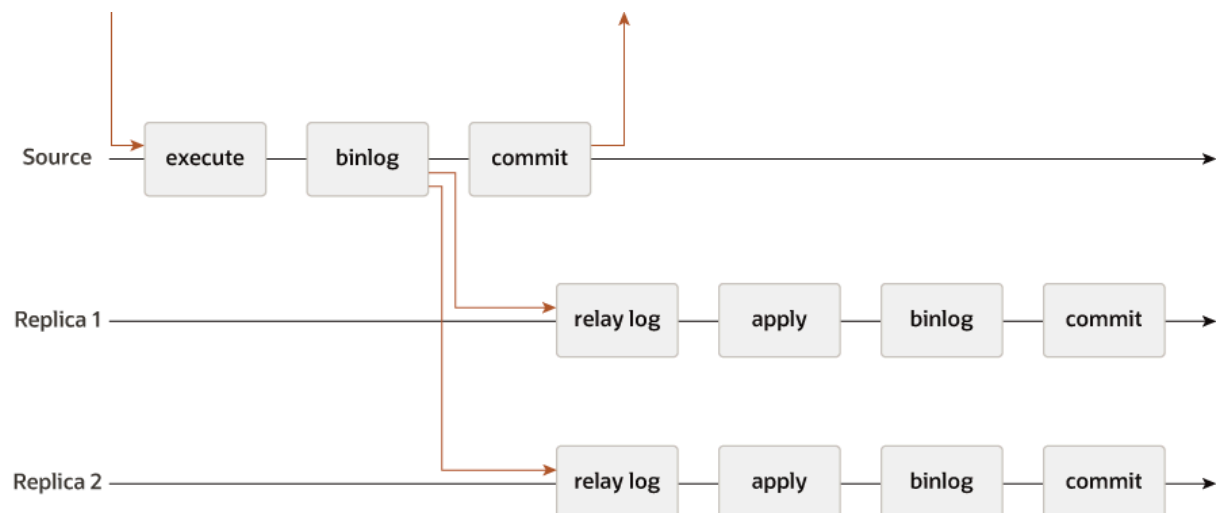 Source execute binlog commit
Replica 1 relay log apply binlog commit
Replica 2 relay log apply binlog commit